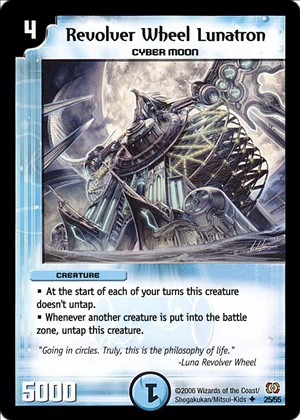 4
Revolver Wheel Lunatron
CYBER MOON
CREATURE
▪ At the start of each of your turns this creature
doesn't untap.
▪ Whenever another creature is put into the battle
zone, untap this creature.
"Going in circles. Truly, this is the philosophy of life."
-Luna Revolver Wheel
5000
1
©2006 Wizards of the Coast/
Shogakukan/Mitsui-Kids ♦ 25/55